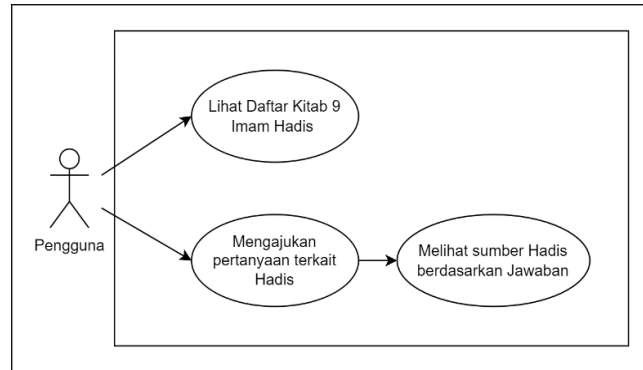 Lihat Daftar Kitab 9
Imam Hadis
Pengguna
Mengajukan
pertanyaan terkait
Hadis
Melihat sumber Hadis
berdasarkan Jawaban